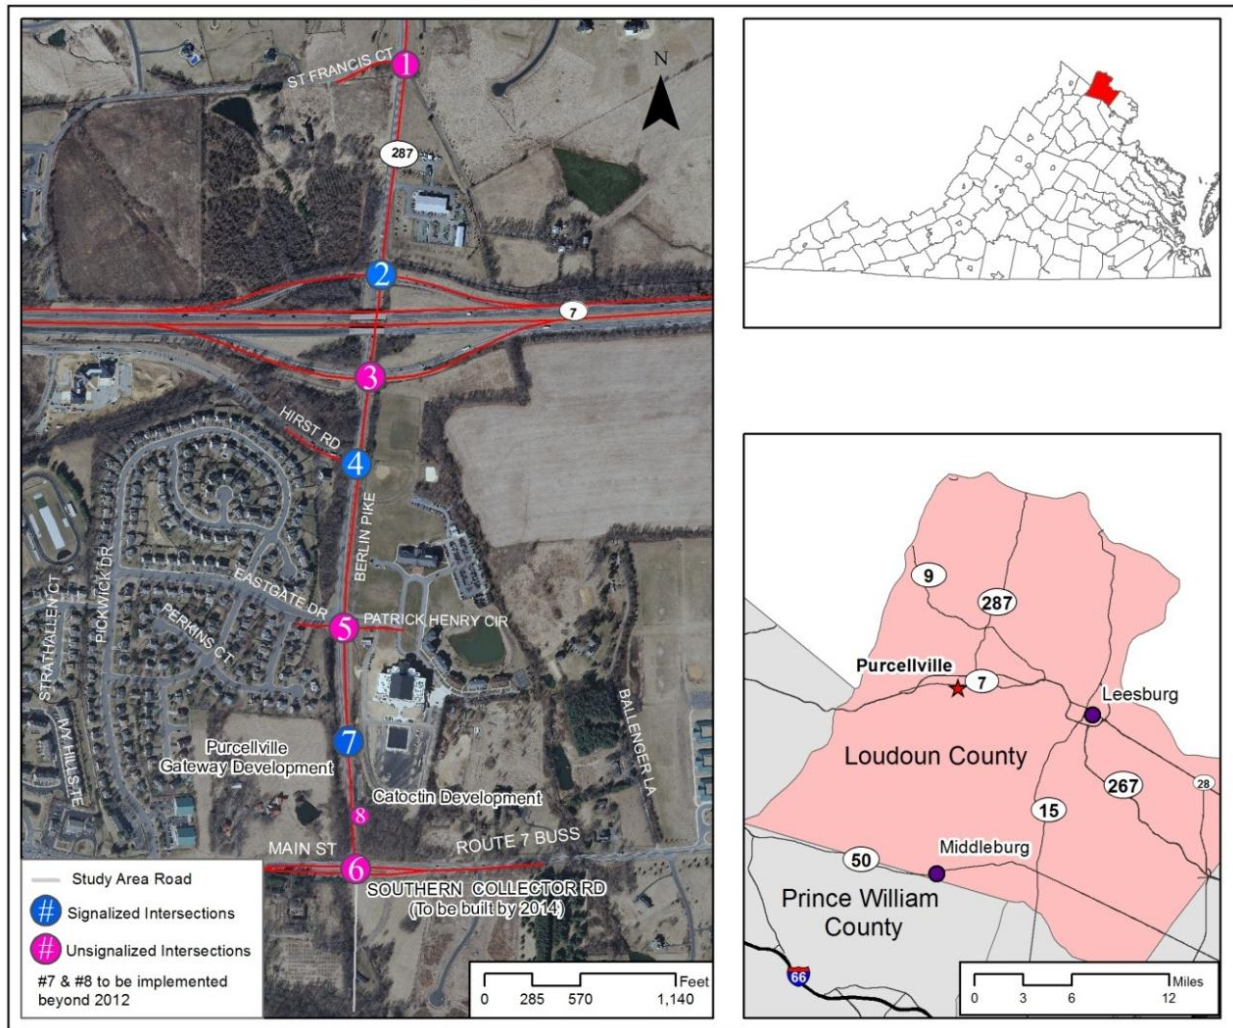 1
ST FRANCIS CT
N
287
2
7
3
HIRST RD
4
BERLIN PIKE
EASTGATE DR
5
PATRICK HENRY CIR
PERKINS CT
PICKWICK DR
STRATHALLEN CT
IVY HILLS TE
BALLENGER LA
7
Purcellville
Gateway Development
Catoctin Development
8
MAIN ST
ROUTE 7 BUSS
6
SOUTHERN COLLECTOR RD
(To be built by 2014)
Study Area Road
# Signalized Intersections
# Unsignalized Intersections
#7 & #8 to be implemented
beyond 2012
Feet
0 285 570 1,140
9
287
Purcellville
7
Leesburg
Loudoun County
267
28
15
50
Middleburg
Prince William
County
66
Miles
0 3 6 12